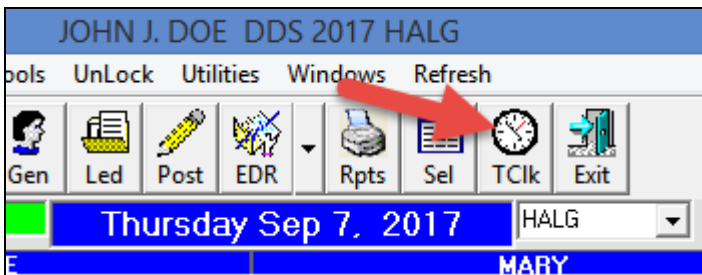 JOHN J. DOE DDS 2017 HALG
ools UnLock Utilities Windows Refresh
Gen Led Post EDR Rpts Sel TClk Exit
Thursday Sep 7, 2017 HALG
E MARY